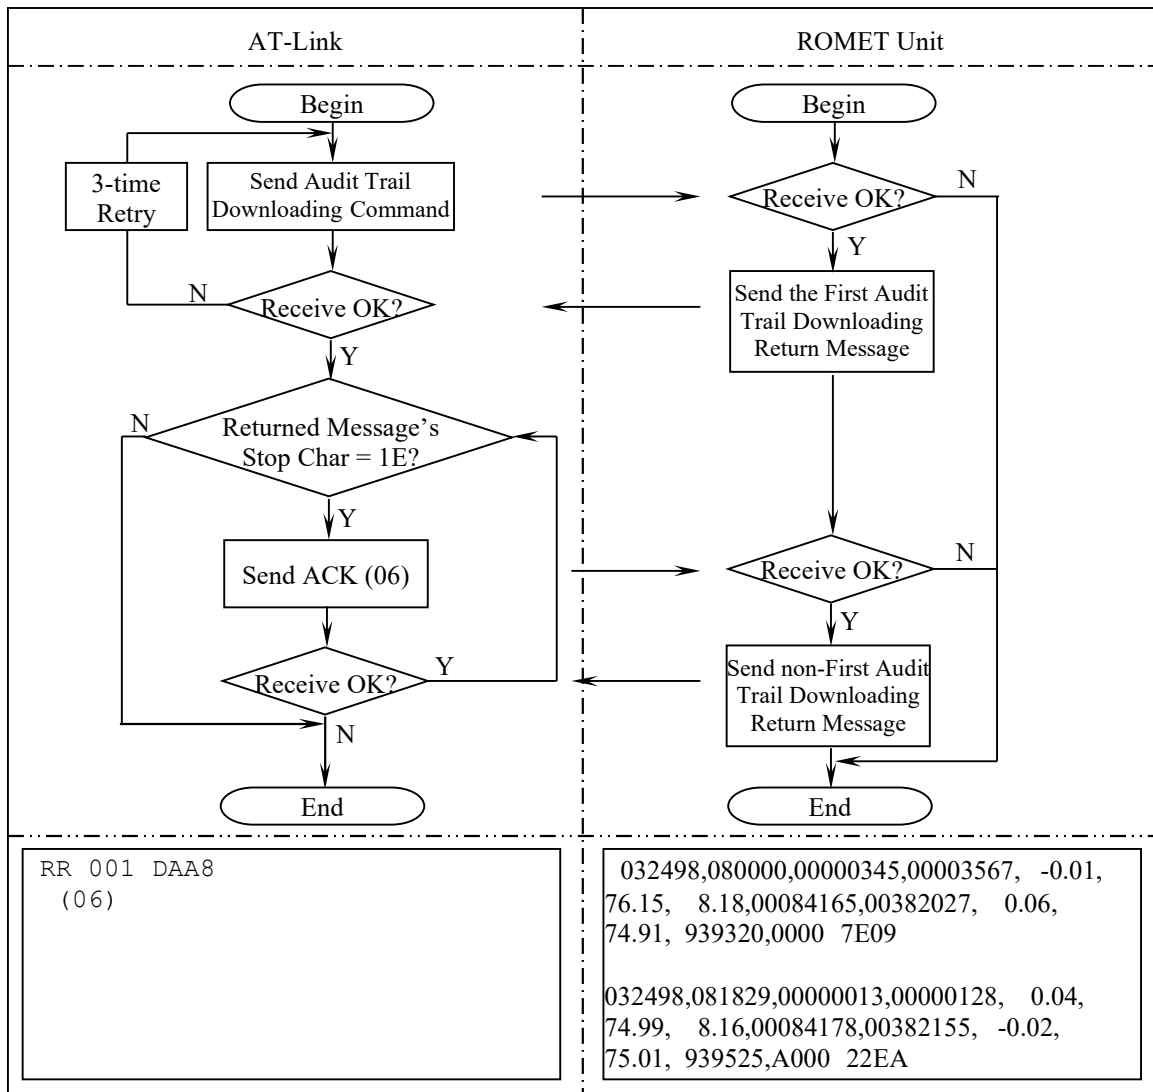 AT-Link
ROMET Unit
Begin
3-time
Retry
Send Audit Trail
Downloading Command
N
Receive OK?
Y
N
Returned Message’s
Stop Char = 1E?
Y
Send ACK (06)
Receive OK?
Y
N
End
Begin
Receive OK?
N
Y
Send the First Audit
Trail Downloading
Return Message
Receive OK?
N
Y
Send non-First Audit
Trail Downloading
Return Message
End
RR 001 DAA8
(06)
032498,080000,00000345,00003567, -0.01,
76.15, 8.18,00084165,00382027, 0.06,
74.91, 939320,0000 7E09
032498,081829,00000013,00000128, 0.04,
74.99, 8.16,00084178,00382155, -0.02,
75.01, 939525,A000 22EA